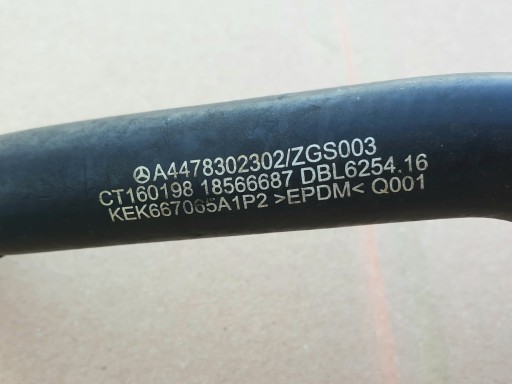 A4478302302/ZGS003
CT160198 18566687 DBL6254.16
KEK667065A1P2 >EPDM< Q001